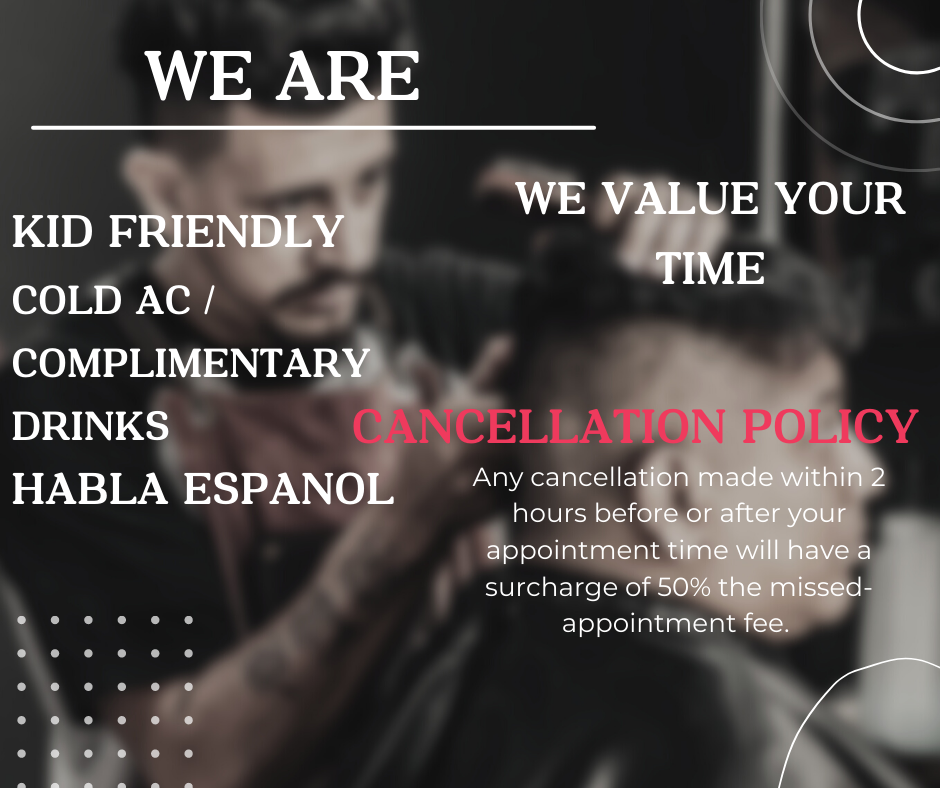 WE ARE
KID FRIENDLY
COLD AC /
COMPLIMENTARY
DRINKS
HABLA ESPANOL
WE VALUE YOUR
TIME
CANCELLATION POLICY
Any cancellation made within 2
hours before or after your
appointment time will have a
surcharge of 50% the missed-
appointment fee.